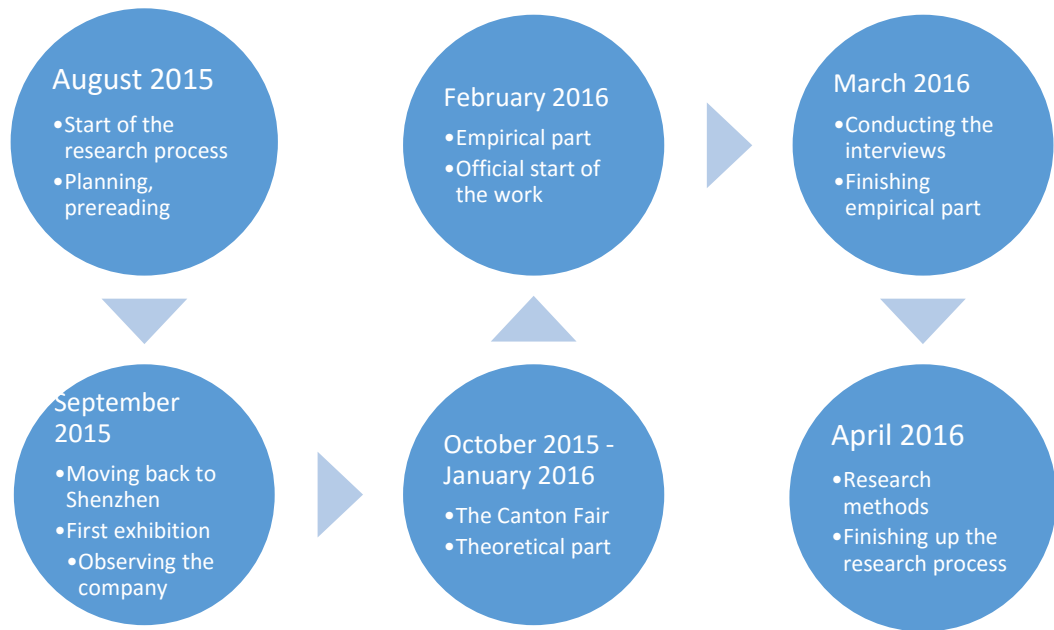 August 2015
•Start of the
research process
•Planning,
prereading
September
2015
•Moving back to
Shenzhen
•First exhibition
•Observing the
company
October 2015 -
January 2016
•The Canton Fair
•Theoretical part
February 2016
•Empirical part
•Official start of
the work
March 2016
•Conducting the
interviews
•Finishing
empirical part
April 2016
•Research
methods
•Finishing up the
research process